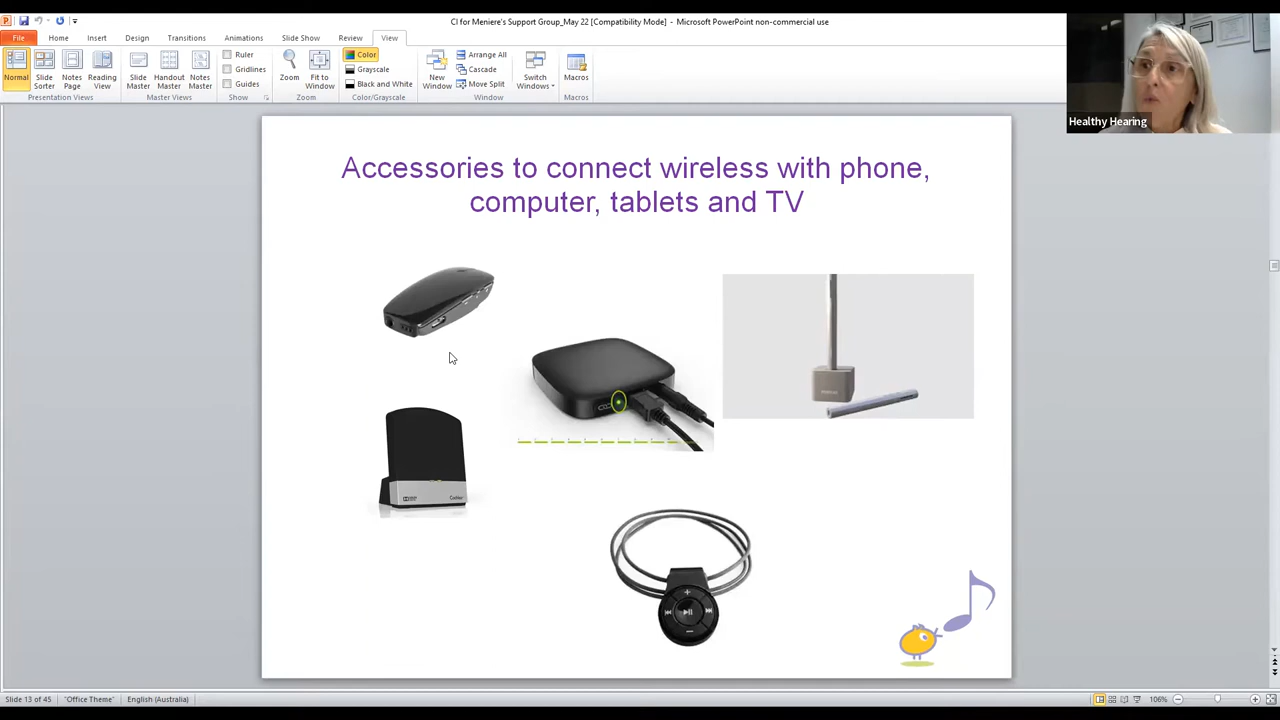 CI for Meniere's Support Group_May 22 [Compatibility Mode] - Microsoft PowerPoint non-commercial use
File Home Insert Design Transitions Animations Slide Show Review View
Normal
Slide Sorter
Notes Page
Reading View
Presentation Views
Slide Master
Handout Master
Notes Master
Master Views
Ruler
Gridlines
Guides
Show
Zoom
Fit to Window
Zoom
Color
Grayscale
Black and White
Color/Grayscale
New Window
Arrange All
Cascade
Move Split
Switch Windows
Window
Macros
Macros
Healthy Hearing
Accessories to connect wireless with phone,
computer, tablets and TV
Slide 13 of 45 "Office Theme" English (Australia) 106%